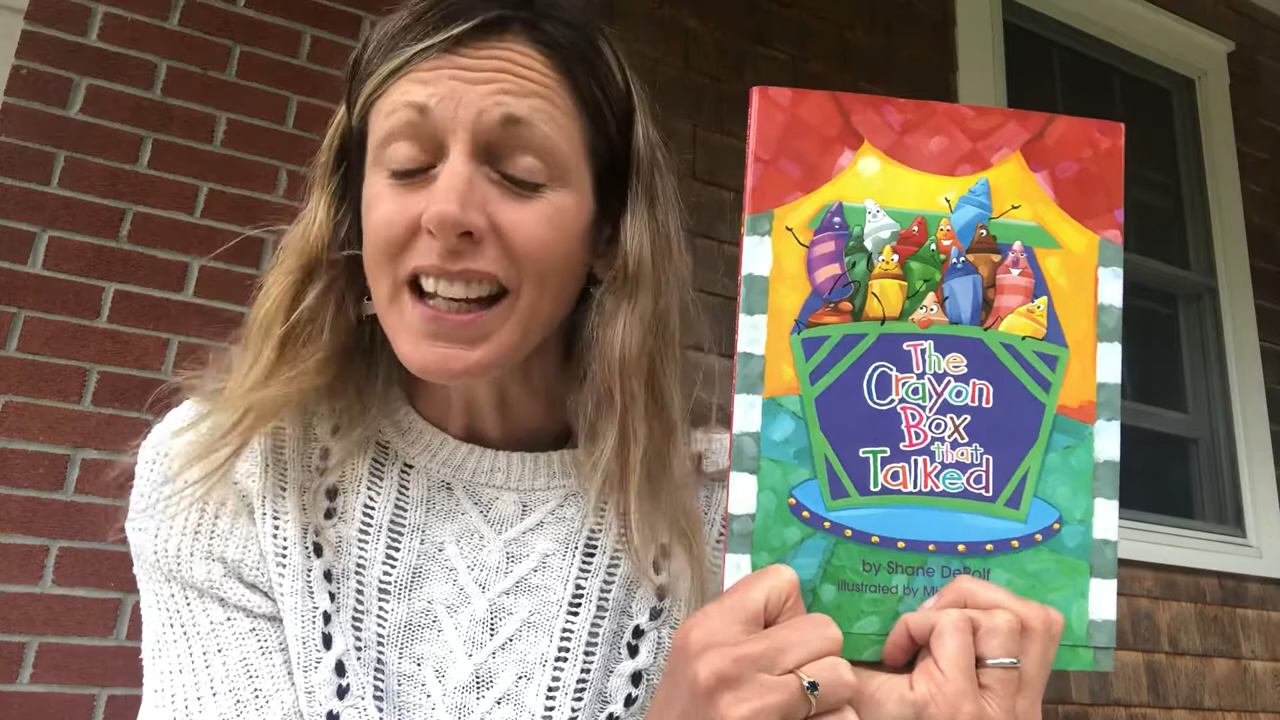 The
Crayon
Box
that
Talked
by Shane DeRolf
illustrated by